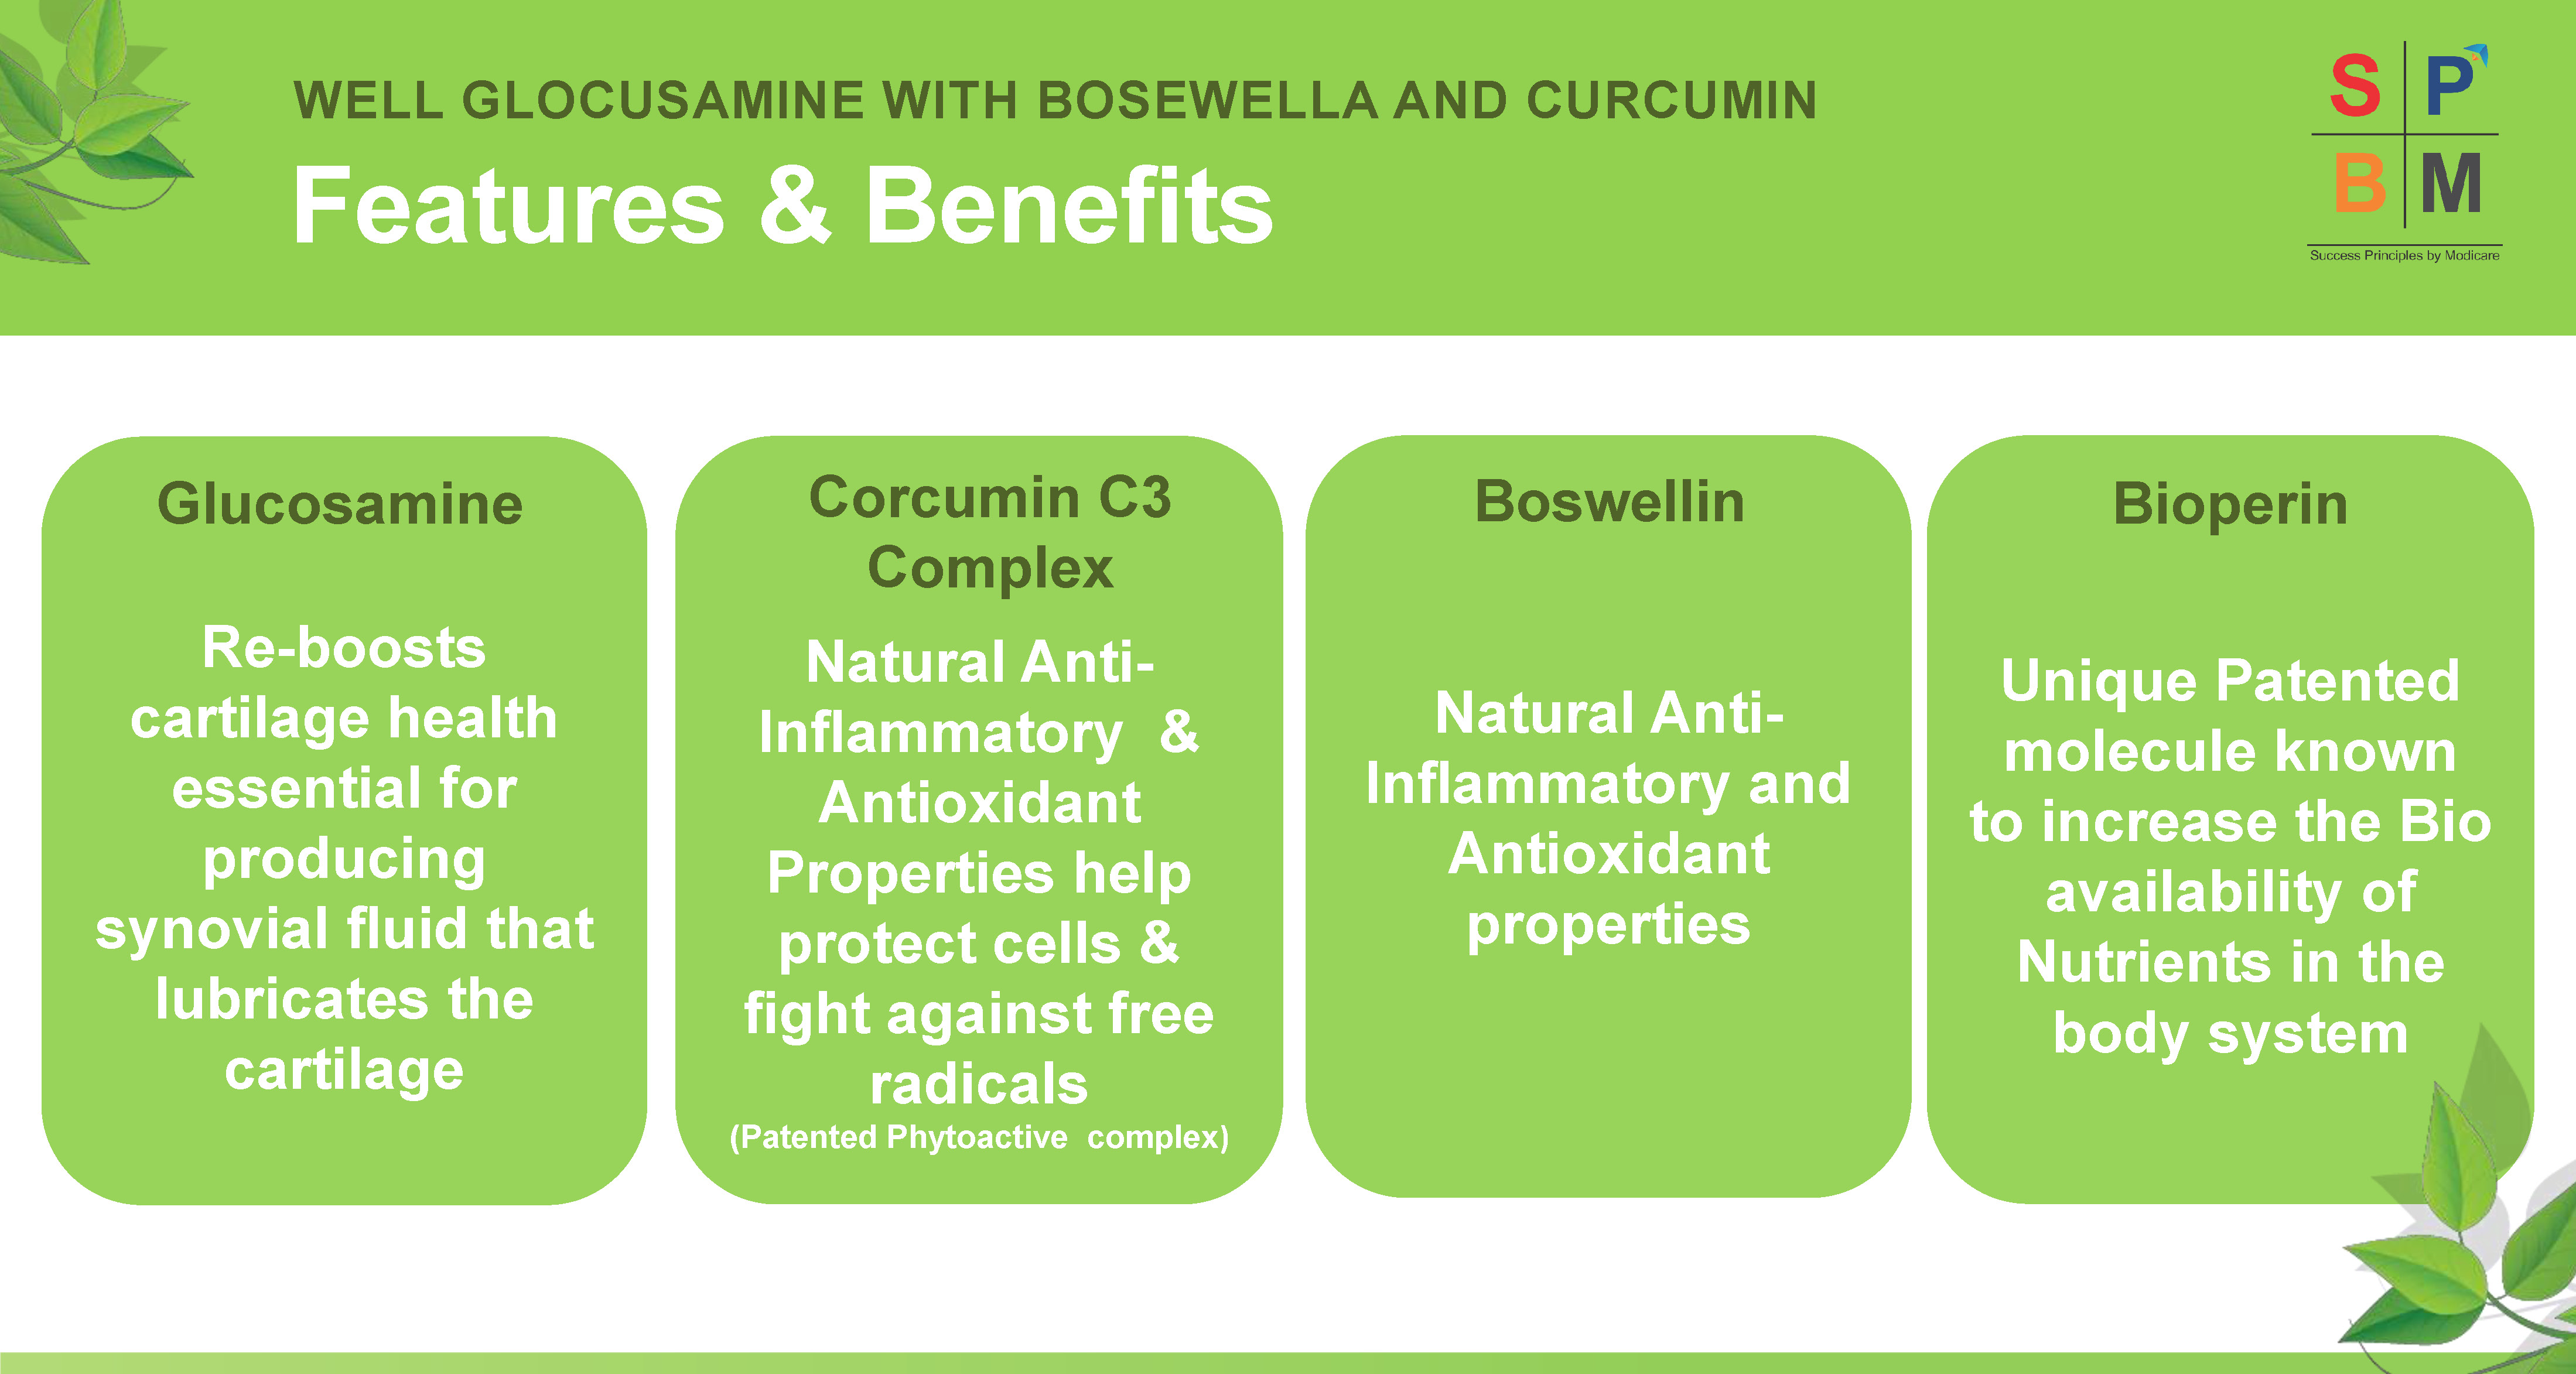 WELL GLOCUSAMINE WITH BOSEWELLA AND CURCUMIN
Features & Benefits
S P
B M
Success Principles by Modicare
Glucosamine
Re-boosts
cartilage health
essential for
producing
synovial fluid that
lubricates the
cartilage
Corcumin C3
Complex
Natural Anti-
Inflammatory &
Antioxidant
Properties help
protect cells &
fight against free
radicals
(Patented Phytoactive complex)
Boswellin
Natural Anti-
Inflammatory and
Antioxidant
properties
Bioperin
Unique Patented
molecule known
to increase the Bio
availability of
Nutrients in the
body system